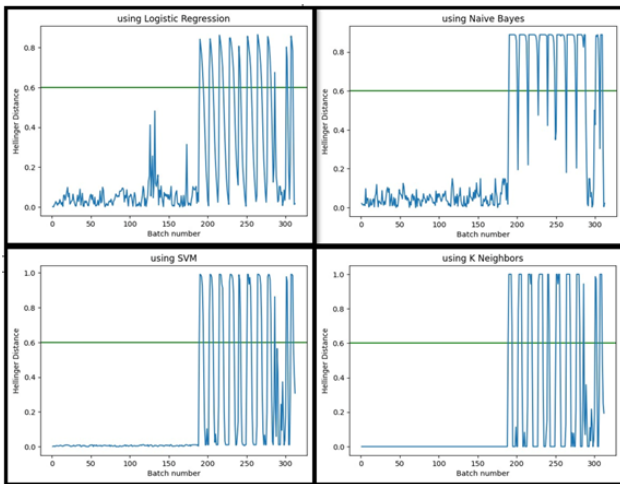 using Logistic Regression
Hellinger Distance
0.8
0.6
0.4
0.2
0.0
0 50 100 150 200 250 300
Batch number
using Naive Bayes
Hellinger Distance
0.8
0.6
0.4
0.2
0.0
0 50 100 150 200 250 300
Batch number
using SVM
Hellinger Distance
1.0
0.8
0.6
0.4
0.2
0.0
0 50 100 150 200 250 300
Batch number
using K Neighbors
Hellinger Distance
1.0
0.8
0.6
0.4
0.2
0.0
0 50 100 150 200 250 300
Batch number